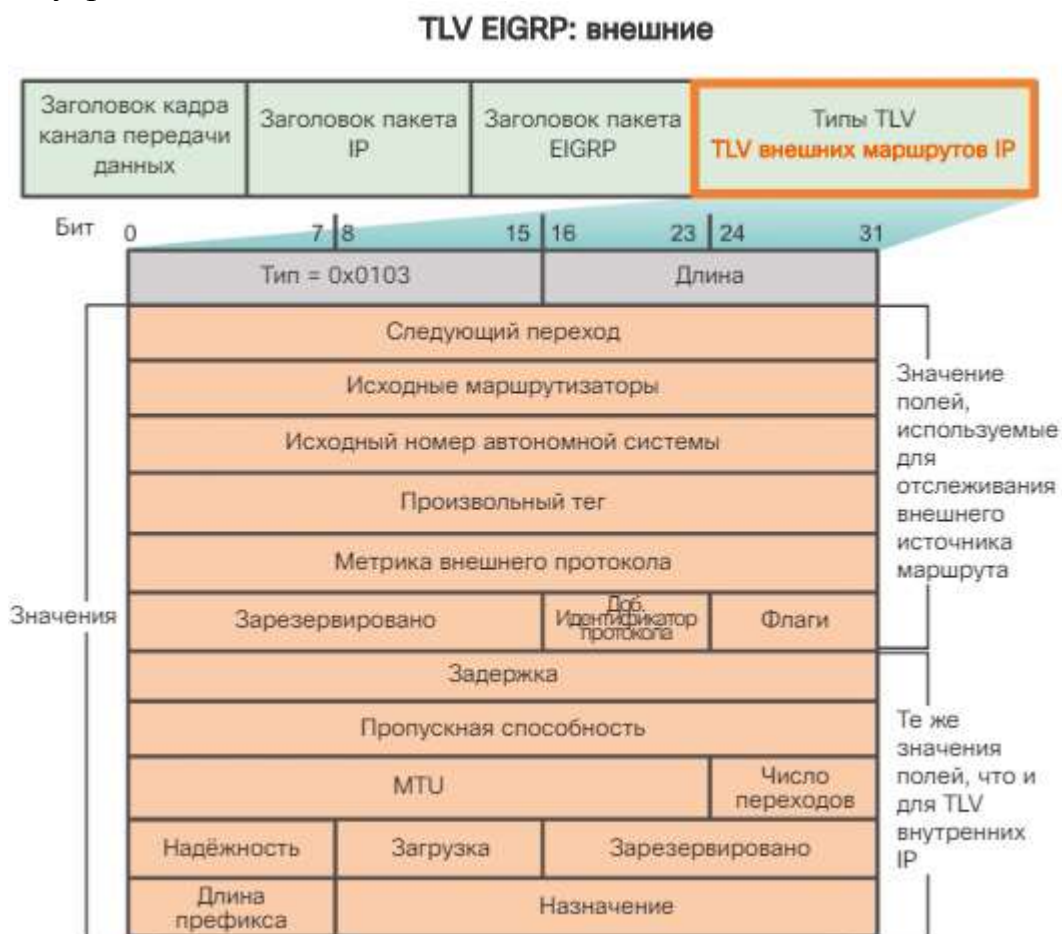 TLV EIGRP: внешние
Заголовок кадра
канала передачи
данных
Заголовок пакета
IP
Заголовок пакета
EIGRP
Типы TLV
TLV внешних маршрутов IP
Бит 0 7 8 15 16 23 24 31
Тип = 0x0103 Длина
Следующий переход
Исходные маршрутизаторы
Исходный номер автономной системы
Произвольный тег
Метрика внешнего протокола
Зарезервировано
Доб.
Идентификатор
протокола
Флаги
Значение
полей,
используемые
для
отслеживания
внешнего
источника
маршрута
Значения
Задержка
Пропускная способность
MTU
Число
переходов
Надёжность Загрузка Зарезервировано
Длина
префикса
Назначение
Те же
значения
полей, что и
для TLV
внутренних
IP